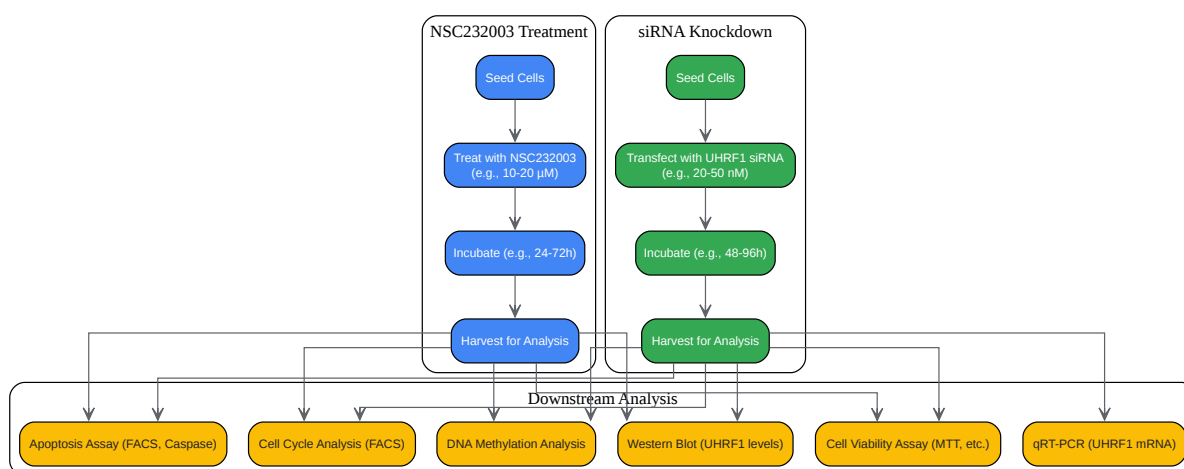 NSC232003 Treatment
siRNA Knockdown
Seed Cells
Seed Cells
Treat with NSC232003
(e.g., 10-20 µM)
Transfect with UHRF1 siRNA
(e.g., 20-50 nM)
Incubate (e.g., 24-72h)
Incubate (e.g., 48-96h)
Harvest for Analysis
Harvest for Analysis
Downstream Analysis
Apoptosis Assay (FACS, Caspase)
Cell Cycle Analysis (FACS)
DNA Methylation Analysis
Western Blot (UHRF1 levels)
Cell Viability Assay (MTT, etc.)
qRT-PCR (UHRF1 mRNA)